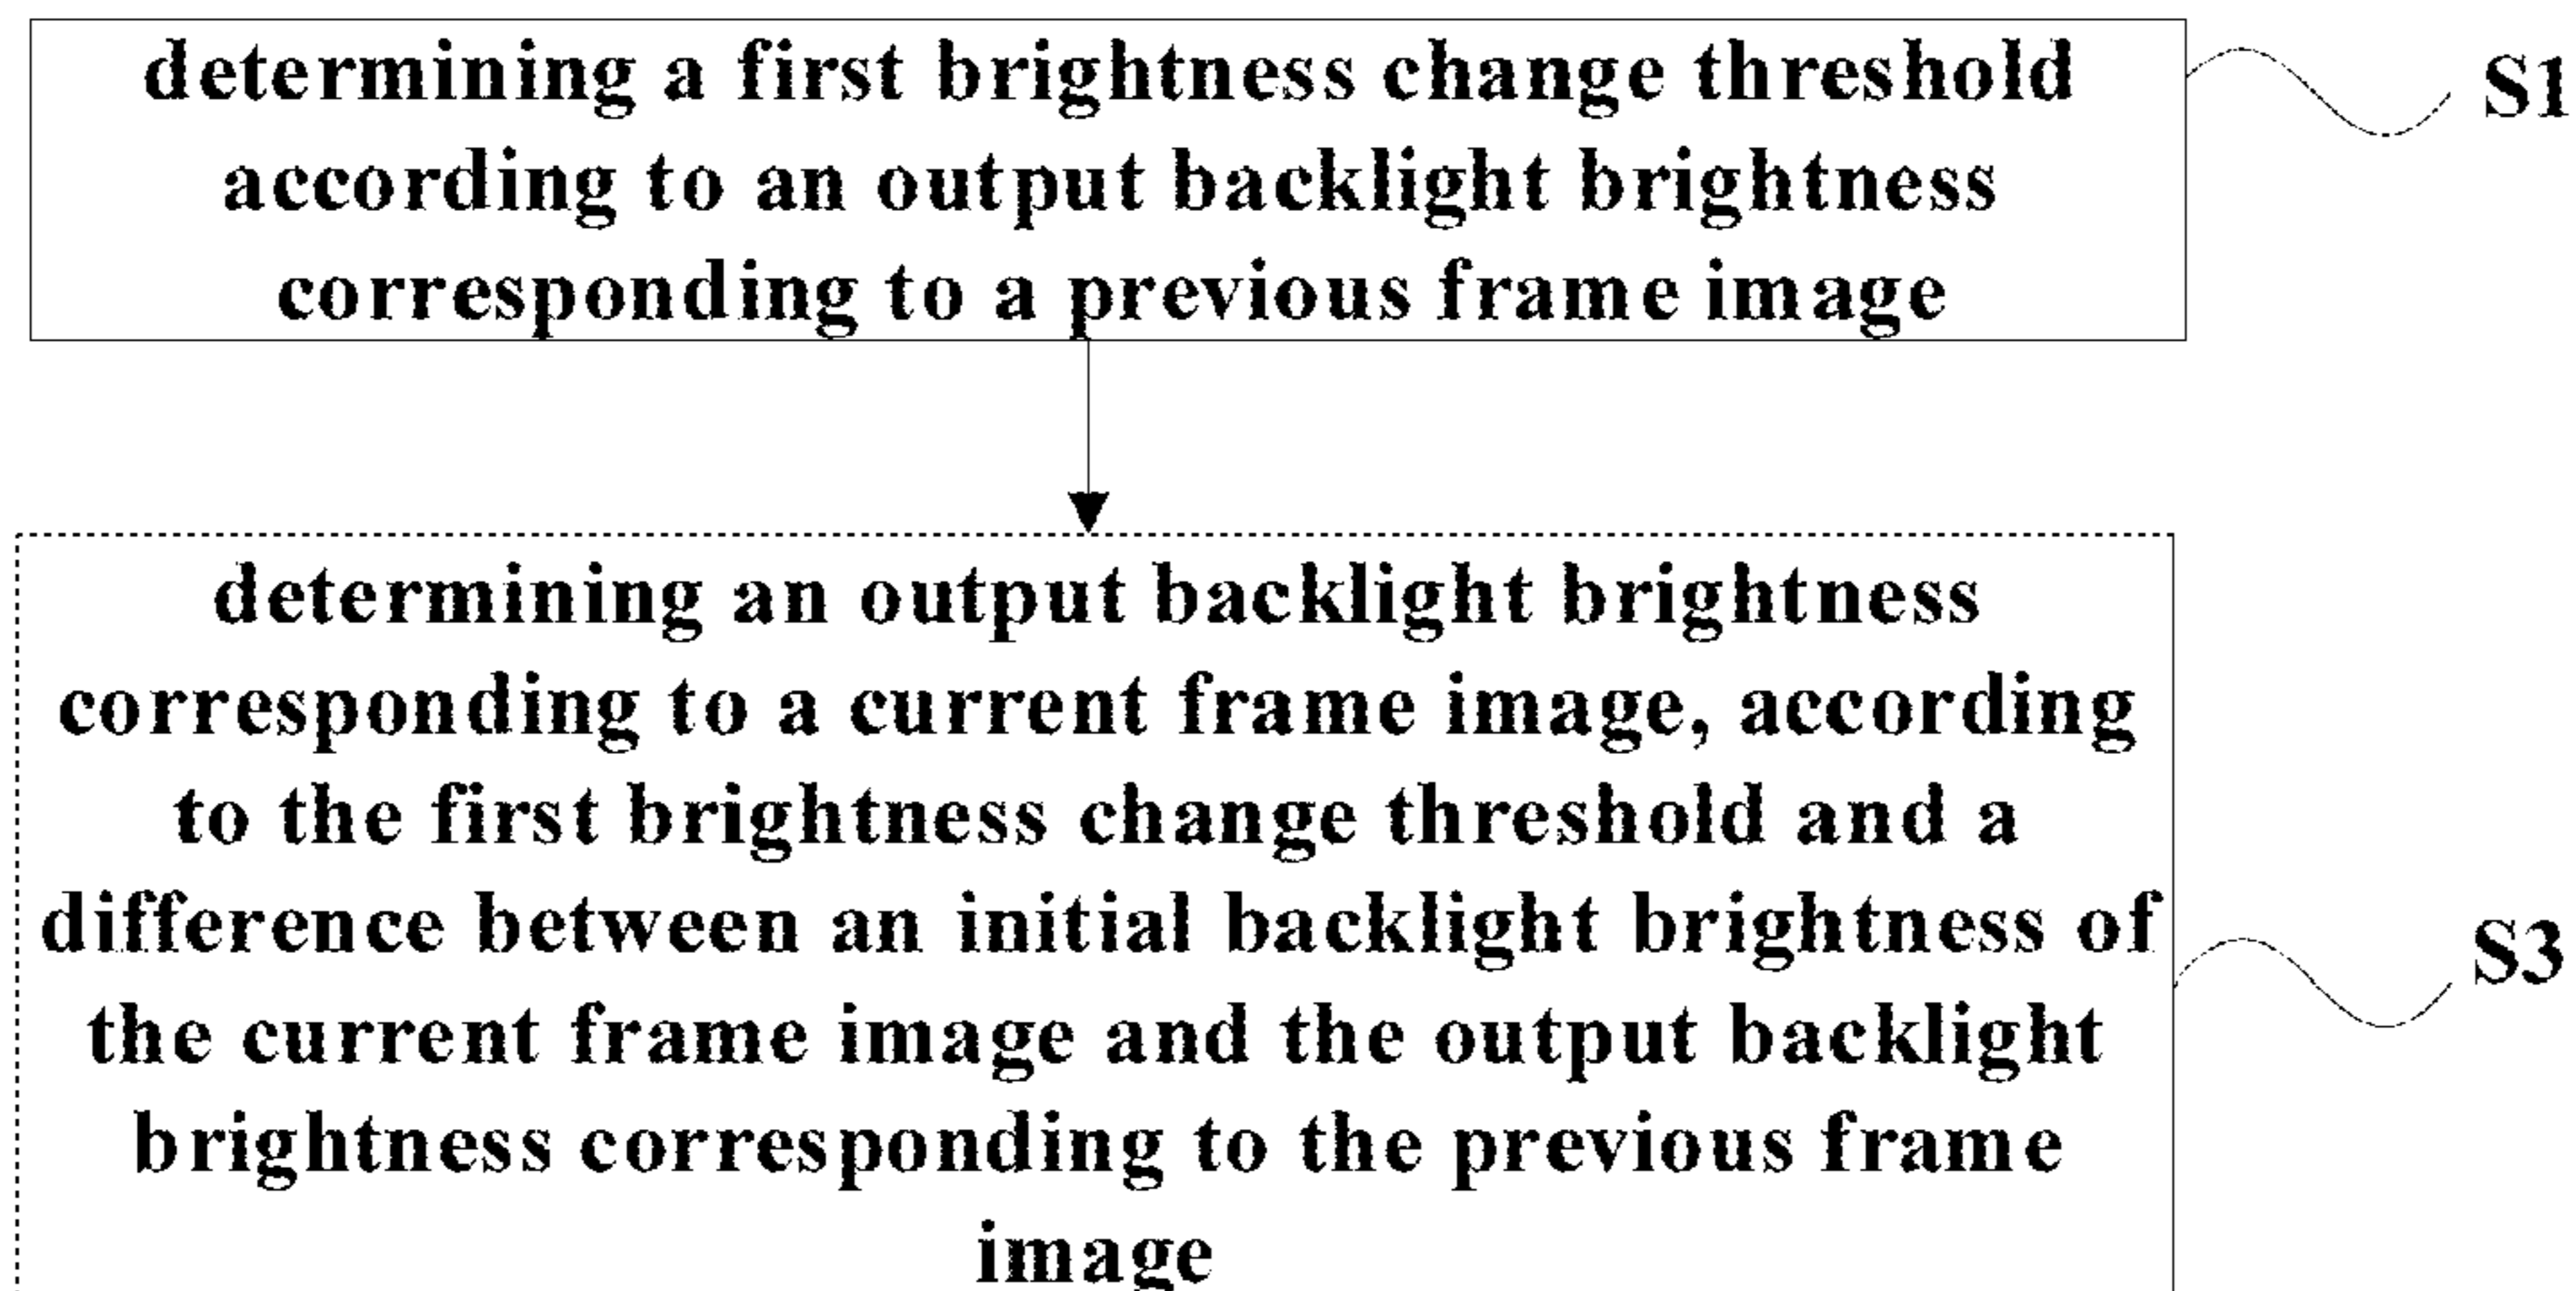 determining a first brightness change threshold
according to an output backlight brightness
corresponding to a previous frame image
S1
determining an output backlight brightness
corresponding to a current frame image, according
to the first brightness change threshold and a
difference between an initial backlight brightness of
the current frame image and the output backlight
brightness corresponding to the previous frame
image
S3